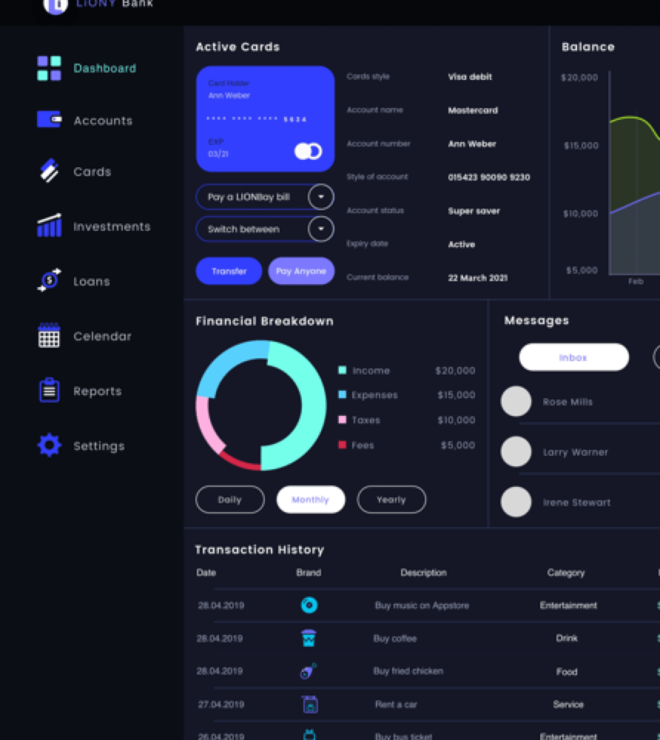 LIONY Bank
Dashboard
Accounts
Cards
Investments
Loans
Calendar
Reports
Settings
Active Cards
Card Holder
Ann Weber
•••• •••• •••• 5634
EXP
03/21
Pay a LIONBay bill
Switch between
Transfer
Pay Anyone
Cards style Visa debit
Account name Mastercard
Account number Ann Weber
Style of account 015423 90090 9230
Account status Super saver
Expiry date Active
Current balance 22 March 2021
Balance
$20,000
$15,000
$10,000
$5,000
Feb
Financial Breakdown
Income $20,000
Expenses $15,000
Taxes $10,000
Fees $5,000
Daily Monthly Yearly
Messages
Inbox
Rose Mills
Larry Warner
Irene Stewart
Transaction History
Date Brand Description Category
28.04.2019 Buy music on Appstore Entertainment
28.04.2019 Buy coffee Drink
28.04.2019 Buy fried chicken Food
27.04.2019 Rent a car Service
26.04.2019 Buy bus ticket Entertainment